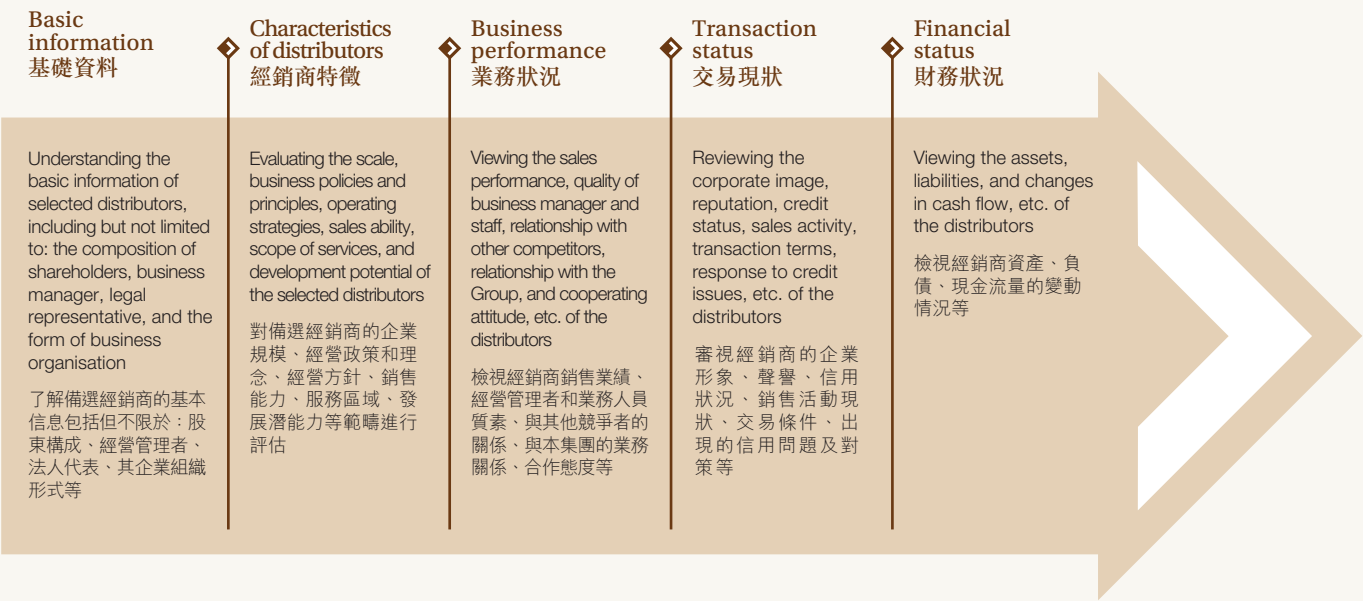 Basic
information
基礎資料
Understanding the
basic information of
selected distributors,
including but not limited
to: the composition of
shareholders, business
manager, legal
representative, and the
form of business
organisation
了解備選經銷商的基本
信息包括但不限於：股
東構成、經營管理者、
法人代表、其企業組織
形式等
Characteristics
of distributors
經銷商特徵
Evaluating the scale,
business policies and
principles, operating
strategies, sales ability,
scope of services, and
development potential of
the selected distributors
對備選經銷商的企業
規模、經營政策和理
念、經營方針、銷售
能力、服務區域、發
展潛能力等範疇進行
評估
Business
performance
業務狀況
Viewing the sales
performance, quality of
business manager and
staff, relationship with
other competitors,
relationship with the
Group, and cooperating
attitude, etc. of the
distributors
檢視經銷商銷售業績、
經營管理者和業務人員
質素、與其他競爭者的
關係、與本集團的業務
關係、合作態度等
Transaction
status
交易現狀
Reviewing the
corporate image,
reputation, credit
status, sales activity,
transaction terms,
response to credit
issues, etc. of the
distributors
審視經銷商的企業
形象、聲譽、信用
狀況、銷售活動現
狀、交易條件、出
現的信用問題及對
策等
Financial
status
財務狀況
Viewing the assets,
liabilities, and changes
in cash flow, etc. of
the distributors
檢視經銷商資產、負
債、現金流量的變動
情況等